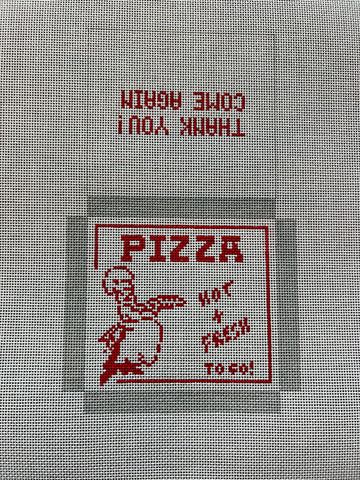 THANK YOU!
COME AGAIN
PIZZA
HOT
+
FRESH
TO GO!